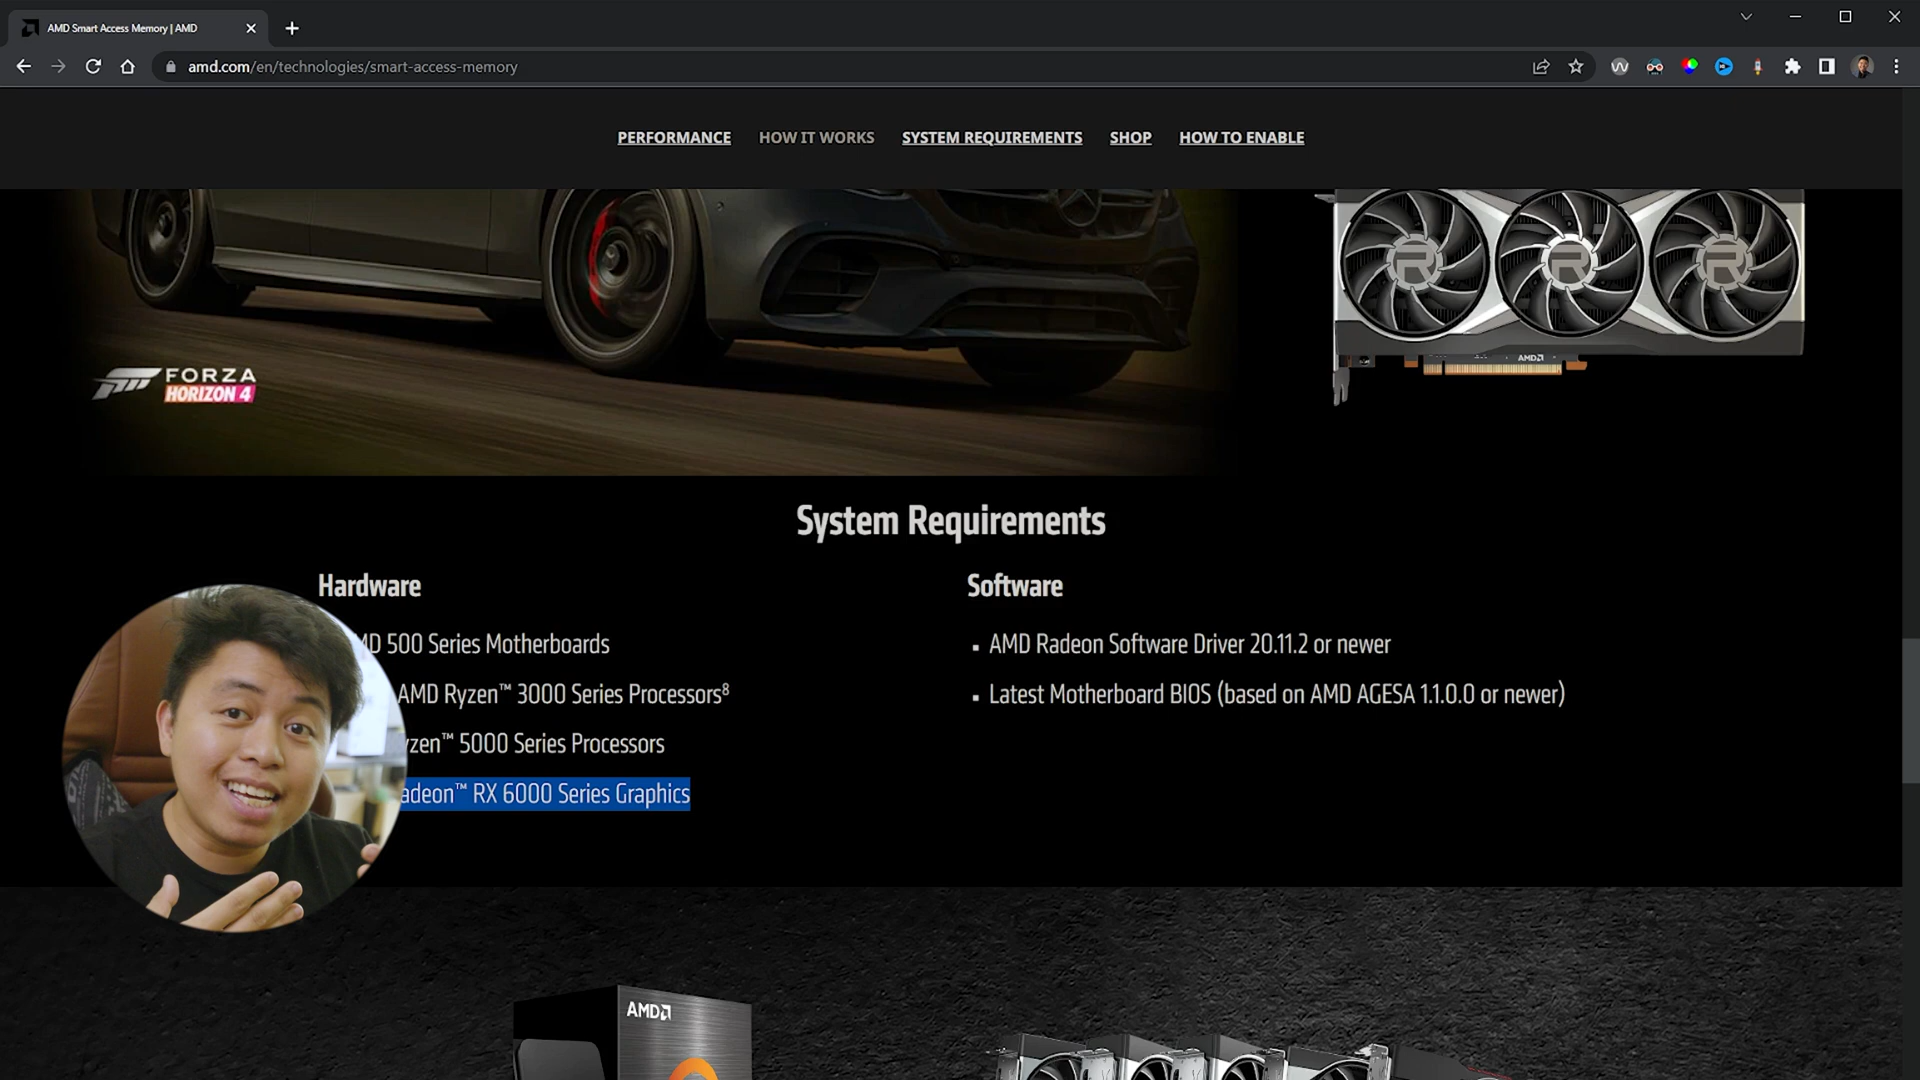 AMD Smart Access Memory | AMD
amd.com/en/technologies/smart-access-memory
PERFORMANCE HOW IT WORKS SYSTEM REQUIREMENTS SHOP HOW TO ENABLE
FORZA
HORIZON 4
AMD
System Requirements
Hardware
500 Series Motherboards
AMD Ryzen™ 3000 Series Processors8
5000 Series Processors
RX 6000 Series Graphics
Software
▪ AMD Radeon Software Driver 20.11.2 or newer
▪ Latest Motherboard BIOS (based on AMD AGESA 1.1.0.0 or newer)
AMD